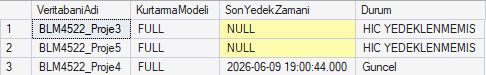 VeritabaniAdi KurtarmaModeli SonYedekZamani Durum
1 BLM4522_Proje3 FULL NULL HIC YEDEKLENMEMIS
2 BLM4522_Proje5 FULL NULL HIC YEDEKLENMEMIS
3 BLM4522_Proje4 FULL 2026-06-09 19:00:44.000 Guncel